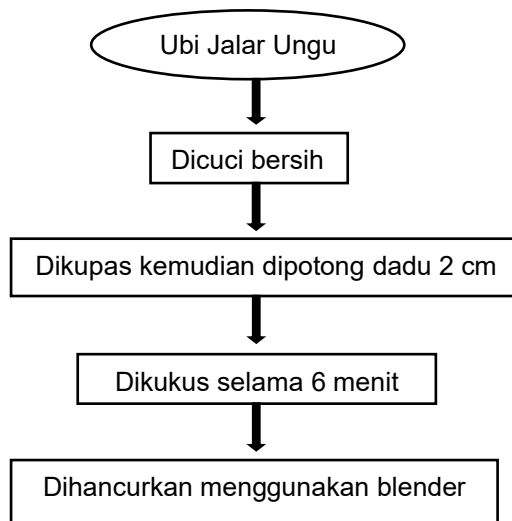 Ubi Jalar Ungu
Dicuci bersih
Dikupas kemudian dipotong dadu 2 cm
Dikukus selama 6 menit
Dihancurkan menggunakan blender